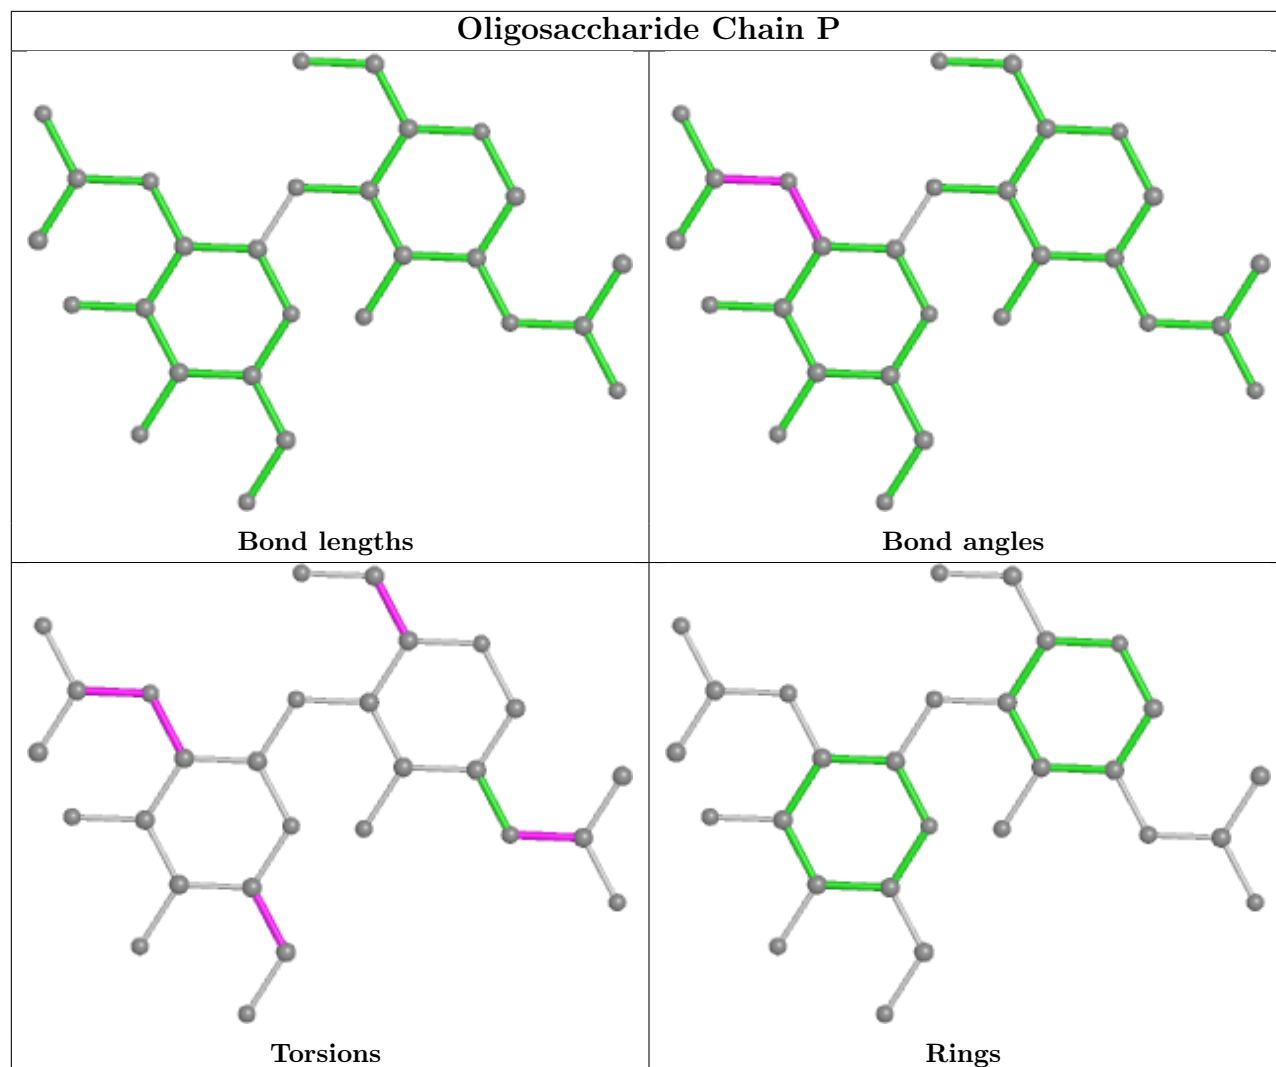 Oligosaccharide Chain P
Bond lengths
Bond angles
Torsions
Rings